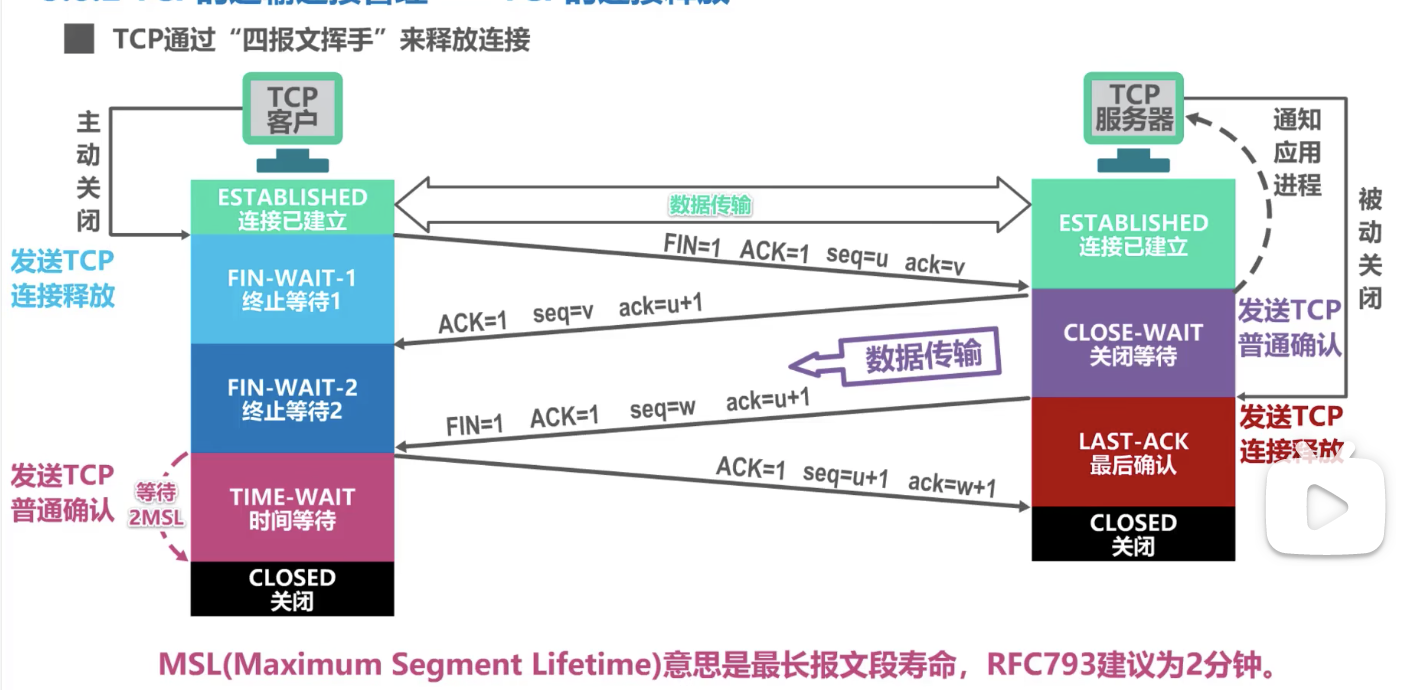 TCP通过“四报文挥手”来释放连接
TCP
客户
TCP
服务器
主
动
关
闭
通知
应用
进程
被
动
关
闭
ESTABLISHED
连接已建立
数据传输
ESTABLISHED
连接已建立
发送TCP
连接释放
FIN-WAIT-1
终止等待1
FIN=1 ACK=1 seq=u ack=v
ACK=1 seq=v ack=u+1
CLOSE-WAIT
关闭等待
发送TCP
普通确认
数据传输
FIN-WAIT-2
终止等待2
FIN=1 ACK=1 seq=w ack=u+1
LAST-ACK
最后确认
发送TCP
连接释放
发送TCP
普通确认
等待
2MSL
TIME-WAIT
时间等待
ACK=1 seq=u+1 ack=w+1
CLOSED
关闭
CLOSED
关闭
MSL(Maximum Segment Lifetime)意思是最长报文段寿命，RFC793建议为2分钟。